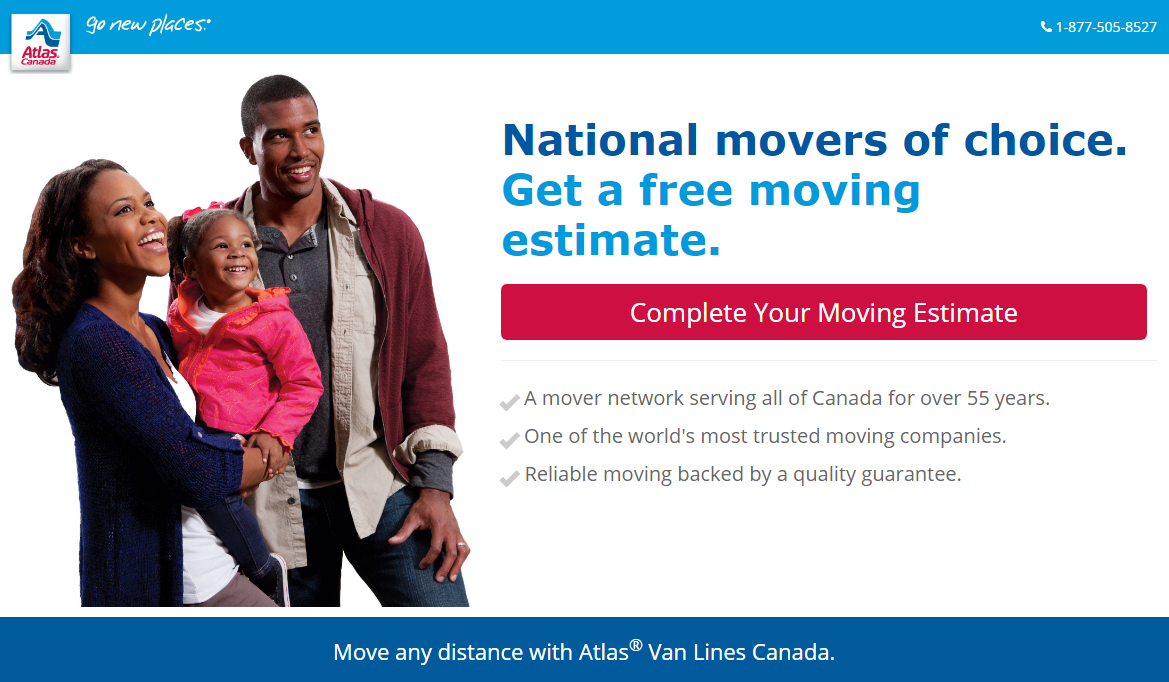 Atlas®
Canada
go new places.®
1-877-505-8527
National movers of choice.
Get a free moving
estimate.
Complete Your Moving Estimate
A mover network serving all of Canada for over 55 years.
One of the world's most trusted moving companies.
Reliable moving backed by a quality guarantee.
Move any distance with Atlas® Van Lines Canada.